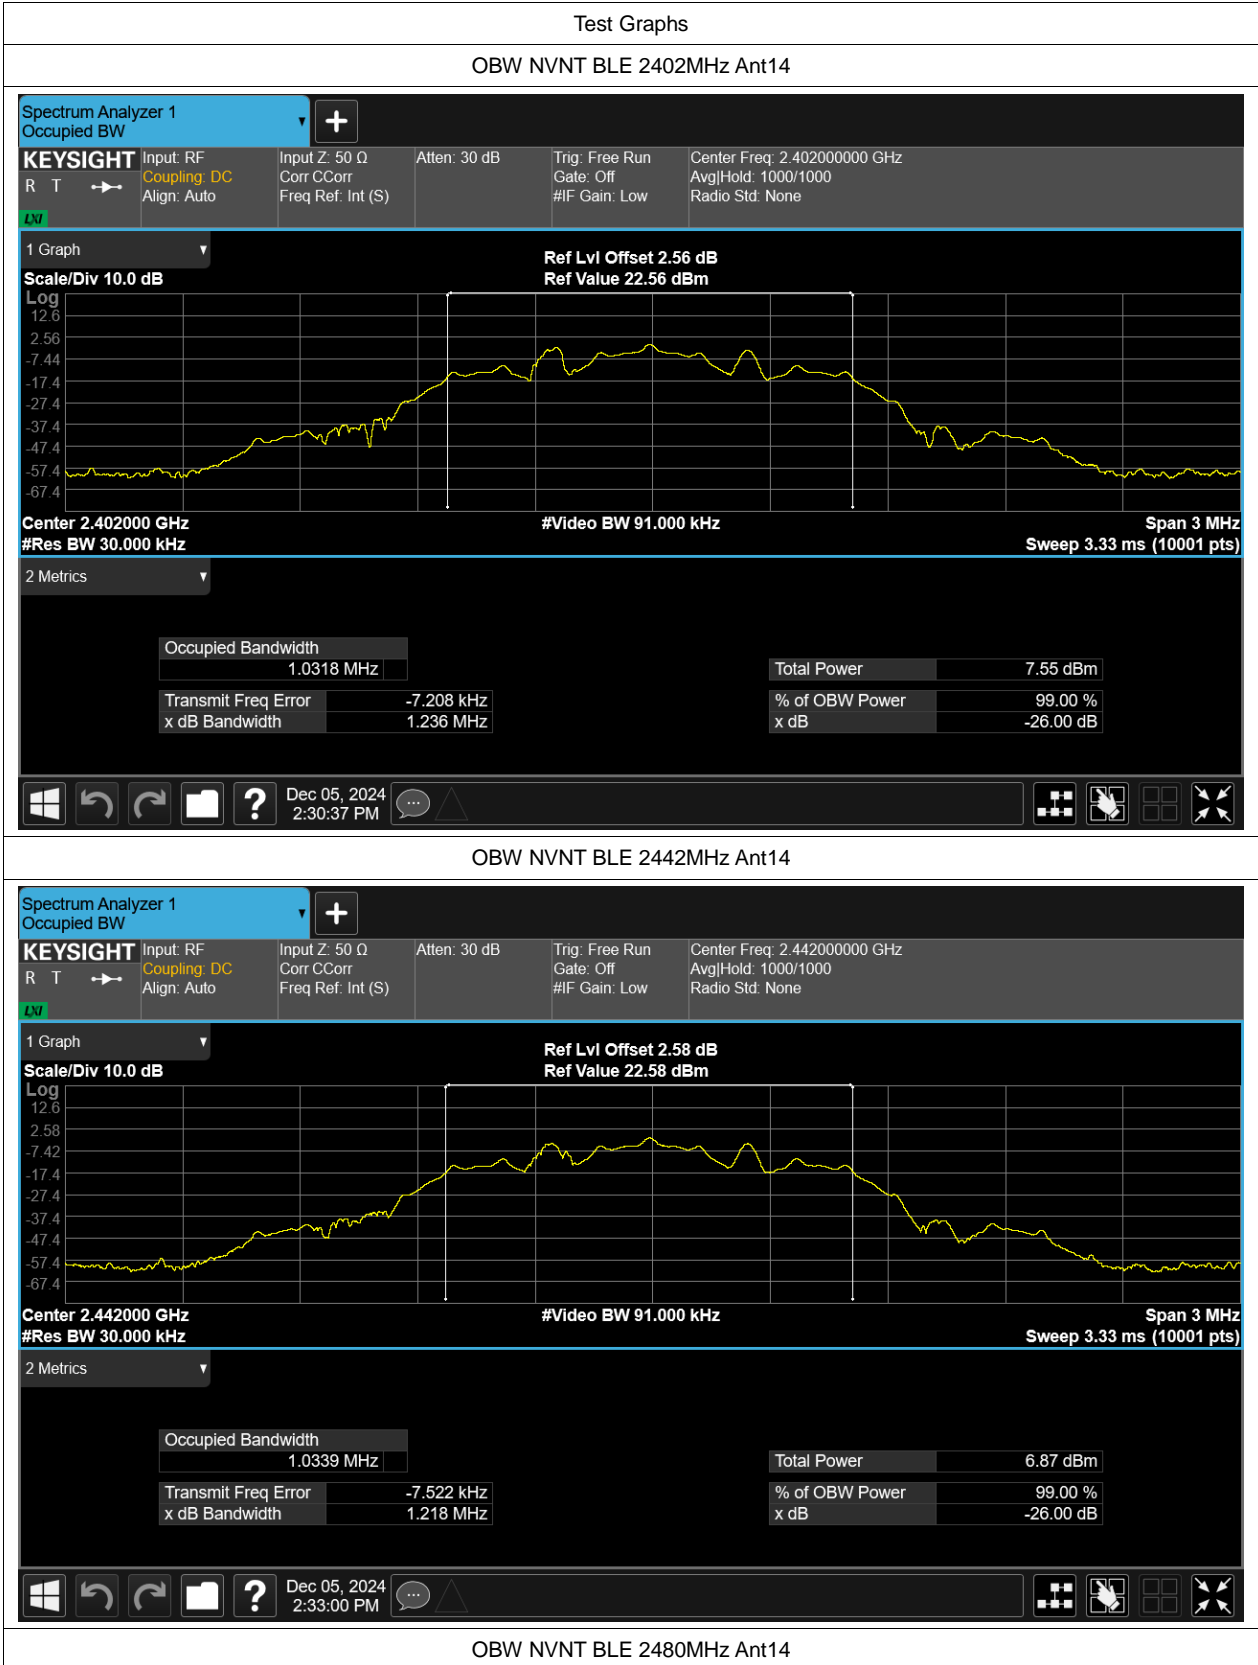 Test Graphs
OBW NVNT BLE 2402MHz Ant14
Spectrum Analyzer 1
Occupied BW
KEYSIGHT
R T
LXI
Input: RF
Coupling: DC
Align: Auto
Input Z: 50 Ω
Corr CCorr
Freq Ref: Int (S)
Atten: 30 dB
Trig: Free Run
Gate: Off
#IF Gain: Low
Center Freq: 2.402000000 GHz
Avg|Hold: 1000/1000
Radio Std: None
1 Graph
Scale/Div 10.0 dB
Ref Lvl Offset 2.56 dB
Ref Value 22.56 dBm
Log
12.6
2.56
-7.44
-17.4
-27.4
-37.4
-47.4
-57.4
-67.4
Center 2.402000 GHz
#Res BW 30.000 kHz
#Video BW 91.000 kHz
Span 3 MHz
Sweep 3.33 ms (10001 pts)
2 Metrics
Occupied Bandwidth
1.0318 MHz
Total Power 7.55 dBm
Transmit Freq Error -7.208 kHz
% of OBW Power 99.00 %
x dB Bandwidth 1.236 MHz
x dB -26.00 dB
?
Dec 05, 2024
2:30:37 PM
OBW NVNT BLE 2442MHz Ant14
Spectrum Analyzer 1
Occupied BW
KEYSIGHT
R T
LXI
Input: RF
Coupling: DC
Align: Auto
Input Z: 50 Ω
Corr CCorr
Freq Ref: Int (S)
Atten: 30 dB
Trig: Free Run
Gate: Off
#IF Gain: Low
Center Freq: 2.442000000 GHz
Avg|Hold: 1000/1000
Radio Std: None
1 Graph
Scale/Div 10.0 dB
Ref Lvl Offset 2.58 dB
Ref Value 22.58 dBm
Log
12.6
2.58
-7.42
-17.4
-27.4
-37.4
-47.4
-57.4
-67.4
Center 2.442000 GHz
#Res BW 30.000 kHz
#Video BW 91.000 kHz
Span 3 MHz
Sweep 3.33 ms (10001 pts)
2 Metrics
Occupied Bandwidth
1.0339 MHz
Total Power 6.87 dBm
Transmit Freq Error -7.522 kHz
% of OBW Power 99.00 %
x dB Bandwidth 1.218 MHz
x dB -26.00 dB
?
Dec 05, 2024
2:33:00 PM
OBW NVNT BLE 2480MHz Ant14